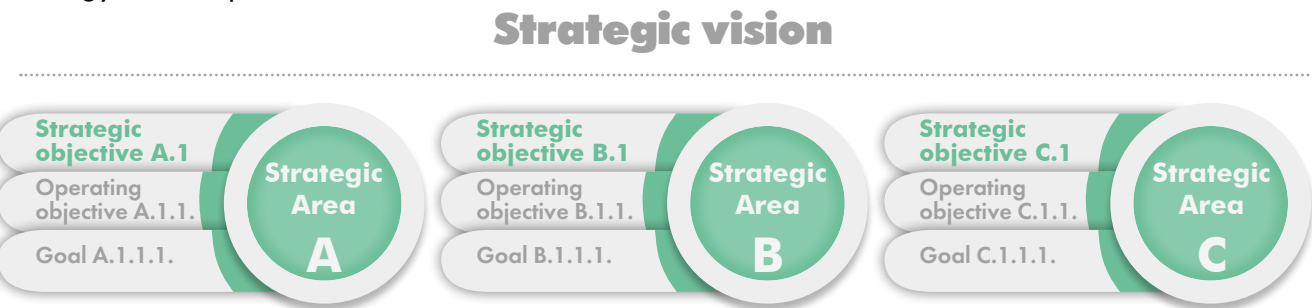 Strategic vision
Strategic
objective A.1
Operating
objective A.1.1.
Goal A.1.1.1.
Strategic
Area
A
Strategic
objective B.1
Operating
objective B.1.1.
Goal B.1.1.1.
Strategic
Area
B
Strategic
objective C.1
Operating
objective C.1.1.
Goal C.1.1.1.
Strategic
Area
C